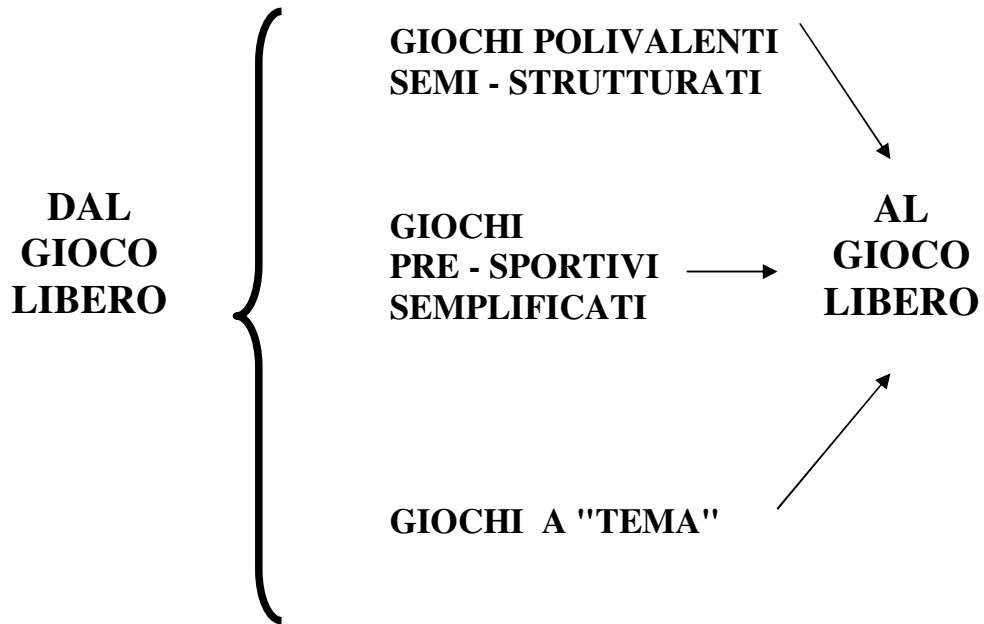 DAL
GIOCO
LIBERO
GIOCHI POLIVALENTI
SEMI - STRUTTURATI
GIOCHI
PRE - SPORTIVI
SEMPLIFICATI
GIOCHI A "TEMA"
AL
GIOCO
LIBERO